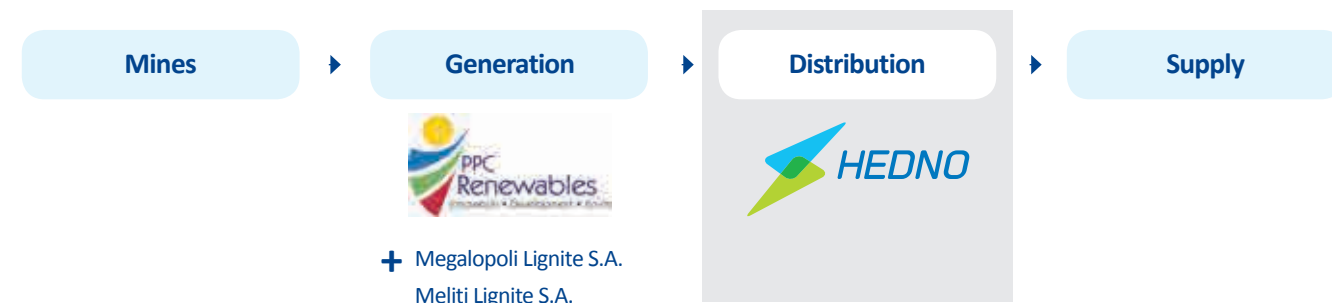 Mines
Generation
Distribution
Supply
PPC
Renewables
HEDNO
+ Megalopoli Lignite S.A.
Meliti Lignite S.A.